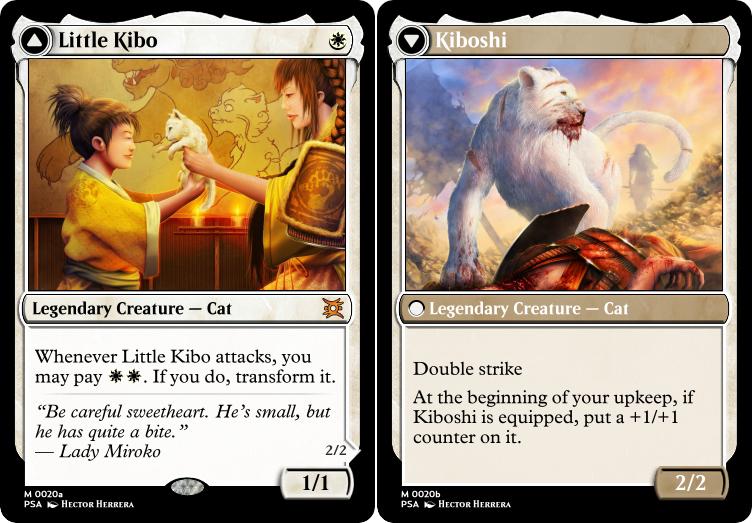 Little Kibo
Legendary Creature — Cat
Whenever Little Kibo attacks, you
may pay . If you do, transform it.
“Be careful sweetheart. He's small, but
he has quite a bite.”
— Lady Miroko
2/2
1/1
M 0020a
PSA Hector Herrera
Kiboshi
Legendary Creature — Cat
Double strike
At the beginning of your upkeep, if
Kiboshi is equipped, put a +1/+1
counter on it.
2/2
M 0020b
PSA Hector Herrera